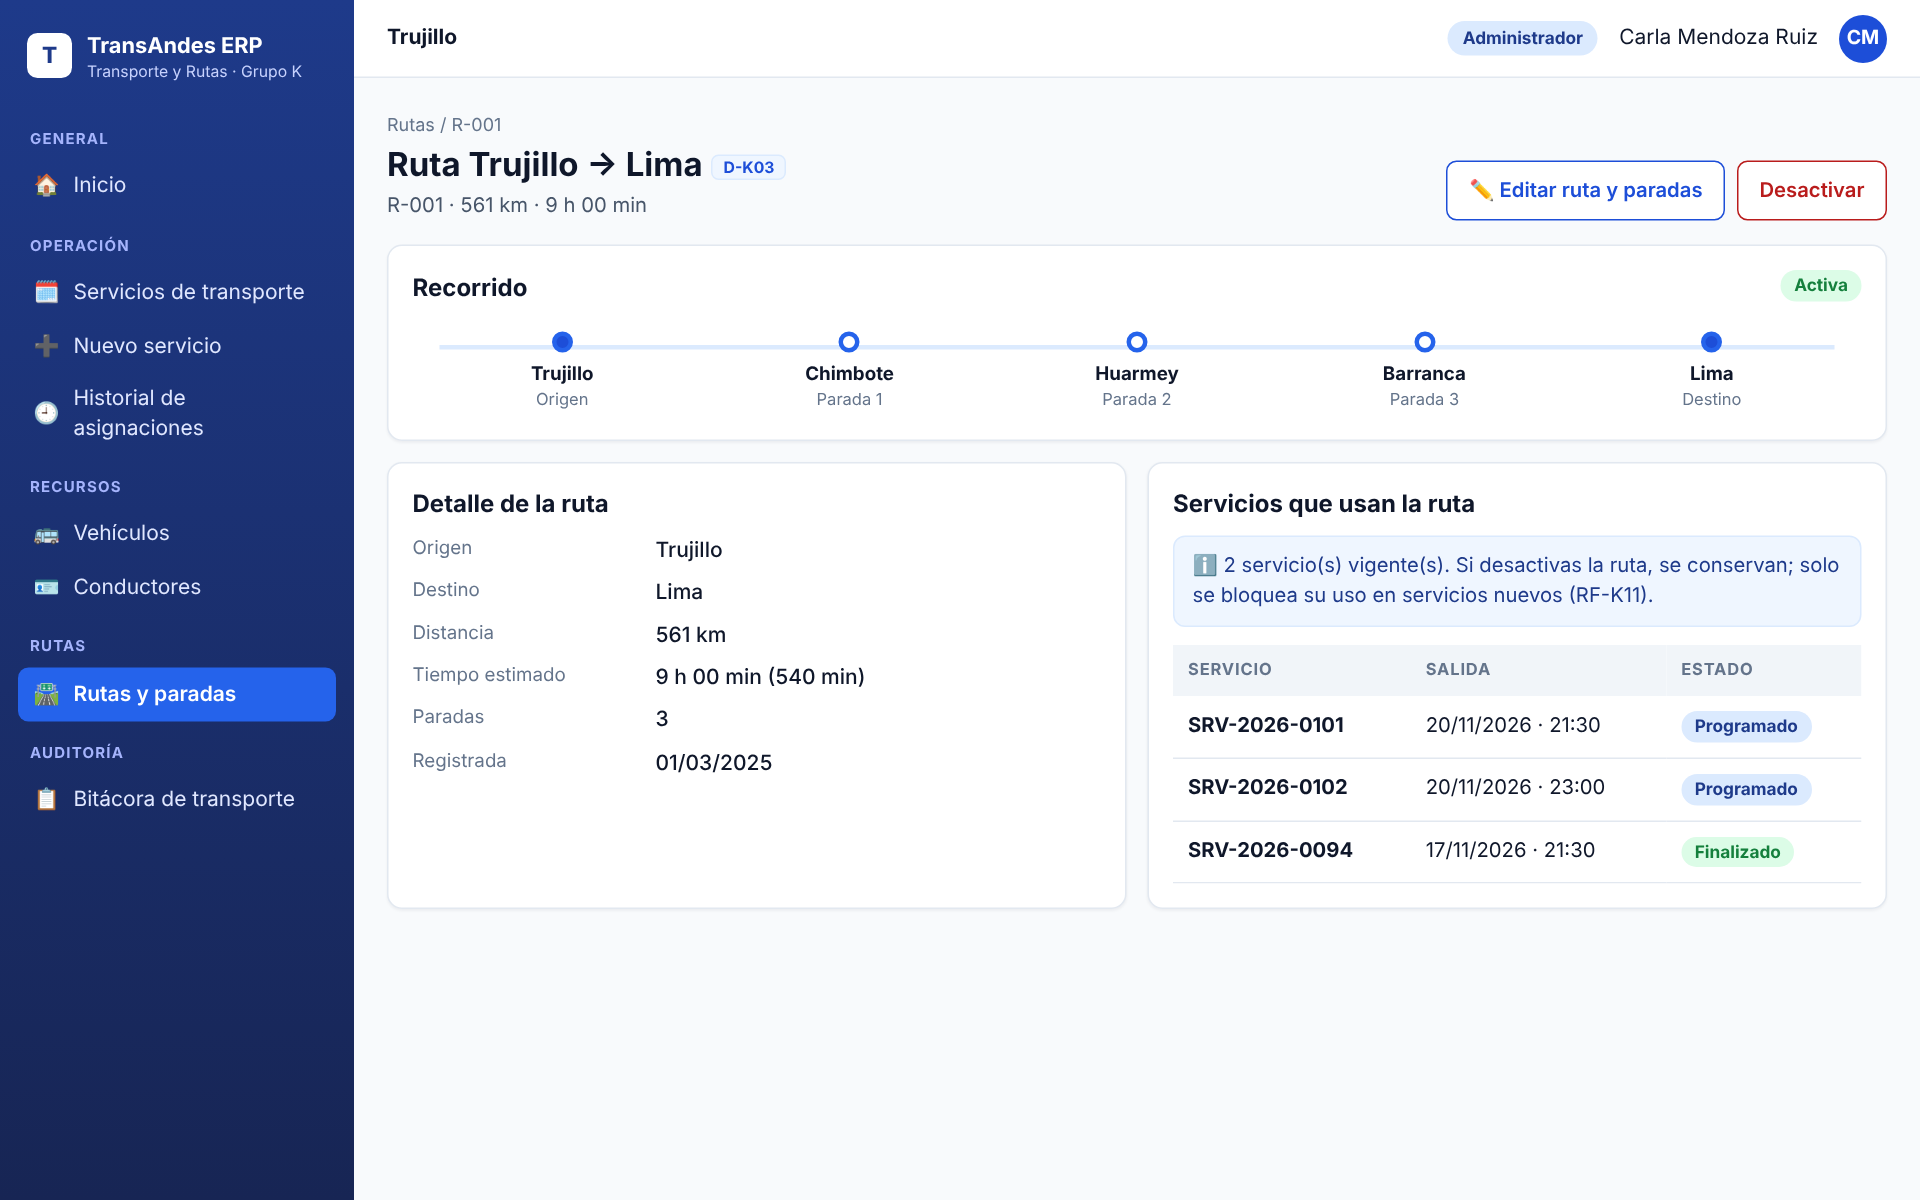 T
TransAndes ERP
Transporte y Rutas · Grupo K
GENERAL
Inicio
OPERACIÓN
Servicios de transporte
Nuevo servicio
Historial de
asignaciones
RECURSOS
Vehículos
Conductores
RUTAS
Rutas y paradas
AUDITORÍA
Bitácora de transporte
Trujillo
Administrador
Carla Mendoza Ruiz
CM
Rutas / R-001
Ruta Trujillo → Lima D-K03
R-001 · 561 km · 9 h 00 min
Editar ruta y paradas
Desactivar
Recorrido
Activa
Trujillo
Origen
Chimbote
Parada 1
Huarmey
Parada 2
Barranca
Parada 3
Lima
Destino
Detalle de la ruta
Origen Trujillo
Destino Lima
Distancia 561 km
Tiempo estimado 9 h 00 min (540 min)
Paradas 3
Registrada 01/03/2025
Servicios que usan la ruta
ℹ️ 2 servicio(s) vigente(s). Si desactivas la ruta, se conservan; solo
se bloquea su uso en servicios nuevos (RF-K11).
SERVICIO SALIDA ESTADO
SRV-2026-0101 20/11/2026 · 21:30 Programado
SRV-2026-0102 20/11/2026 · 23:00 Programado
SRV-2026-0094 17/11/2026 · 21:30 Finalizado